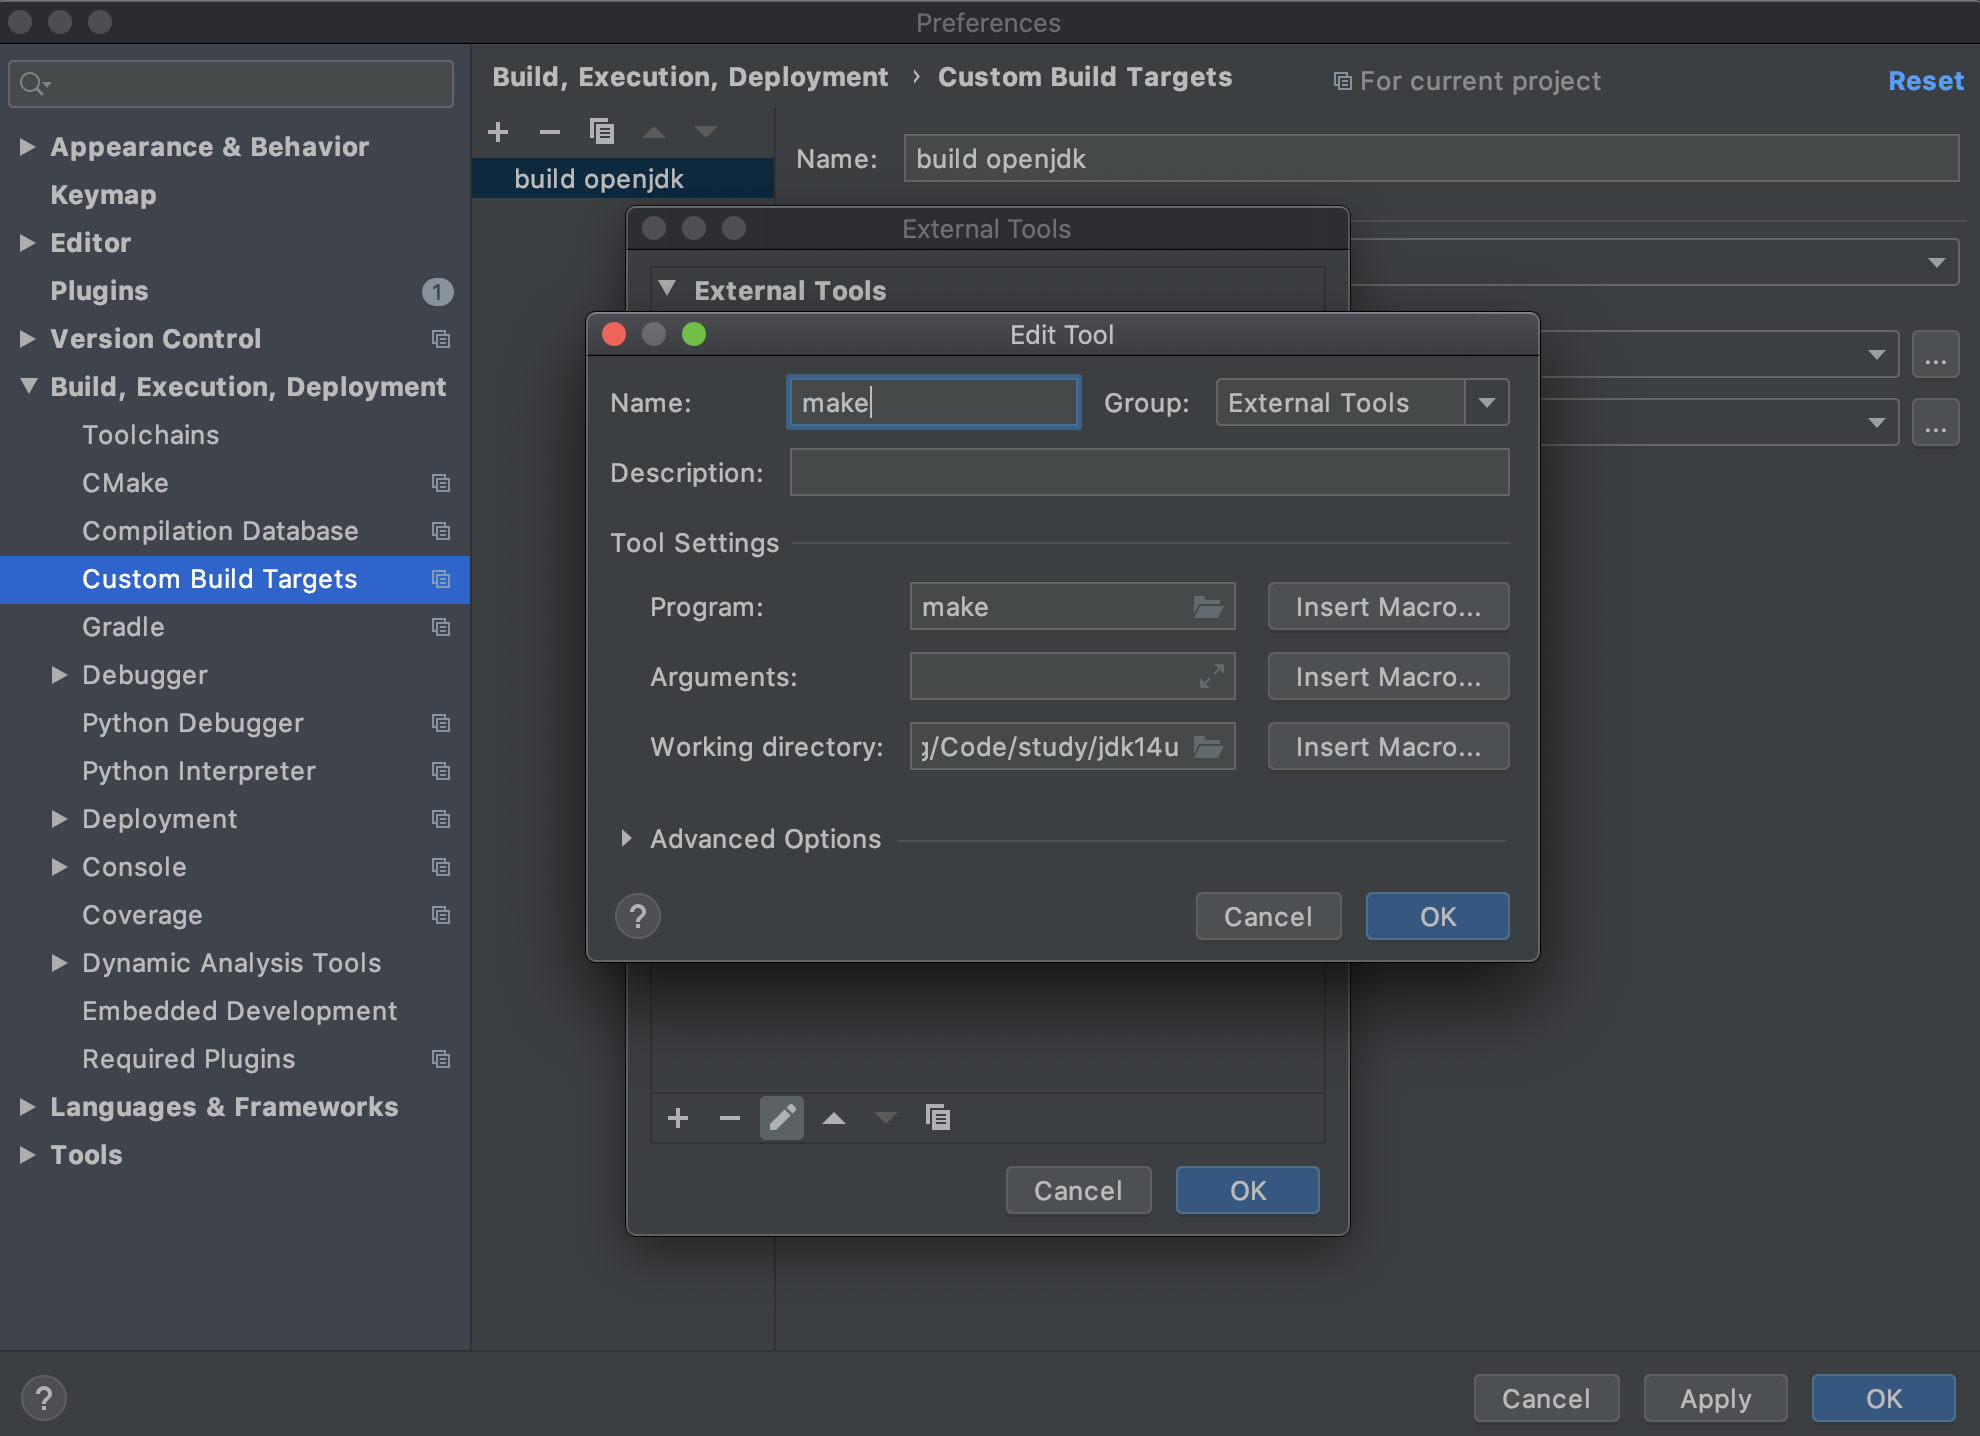 Preferences
Build, Execution, Deployment › Custom Build Targets
For current project
Reset
Appearance & Behavior
Keymap
Editor
Plugins
1
Version Control
Build, Execution, Deployment
Toolchains
CMake
Compilation Database
Custom Build Targets
Gradle
Debugger
Python Debugger
Python Interpreter
Deployment
Console
Coverage
Dynamic Analysis Tools
Embedded Development
Required Plugins
Languages & Frameworks
Tools
build openjdk
Name: build openjdk
...
...
External Tools
External Tools
Edit Tool
Name: make Group: External Tools
Description:
Tool Settings
Program: make Insert Macro...
Arguments: Insert Macro...
Working directory: g/Code/study/jdk14u Insert Macro...
Advanced Options
? Cancel OK
Cancel OK
? Cancel Apply OK